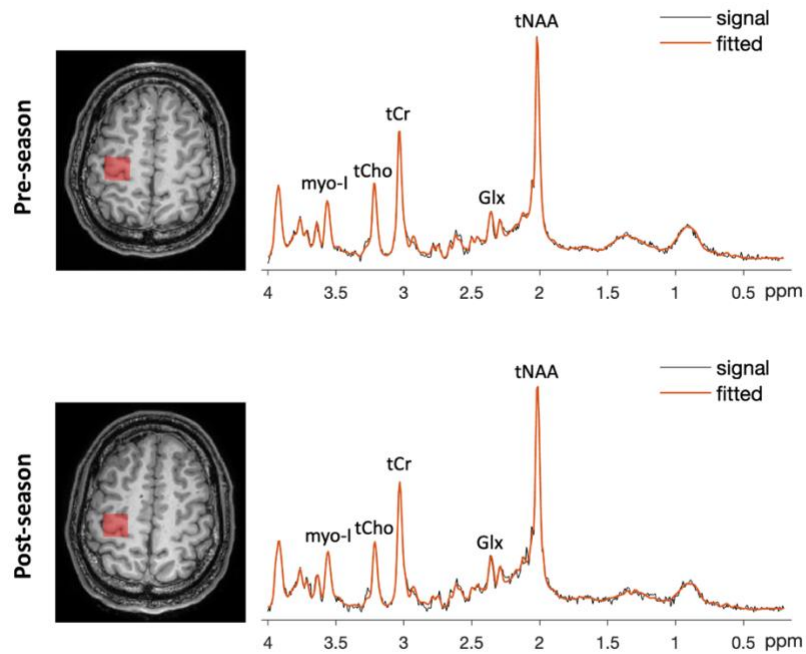 Pre-season
tNAA
signal
fitted
tCr
myo-I
tCho
Glx
4 3.5 3 2.5 2 1.5 1 0.5 ppm
Post-season
tNAA
signal
fitted
tCr
myo-I
tCho
Glx
4 3.5 3 2.5 2 1.5 1 0.5 ppm